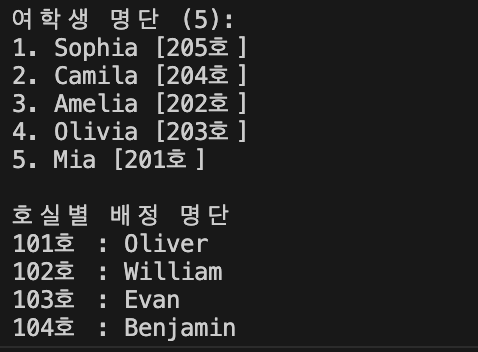 여학생 명단 (5):
1. Sophia [205호]
2. Camila [204호]
3. Amelia [202호]
4. Olivia [203호]
5. Mia [201호]
호실별 배정 명단
101호 : Oliver
102호 : William
103호 : Evan
104호 : Benjamin